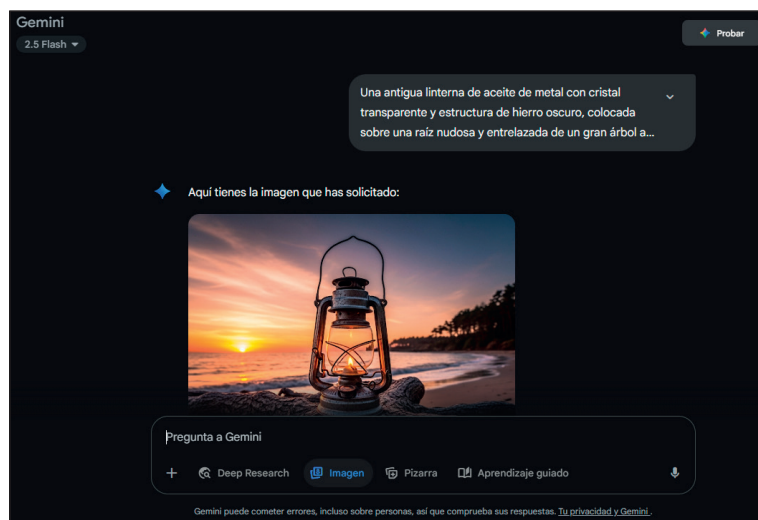 Gemini
2.5 Flash
Probar
Una antigua linterna de aceite de metal con cristal
transparente y estructura de hierro oscuro, colocada
sobre una raíz nudosa y entrelazada de un gran árbol a...
Aquí tienes la imagen que has solicitado:
Pregunta a Gemini
Deep Research Imagen Pizarra Aprendizaje guiado
Gemini puede cometer errores, incluso sobre personas, así que comprueba sus respuestas. Tu privacidad y Gemini.